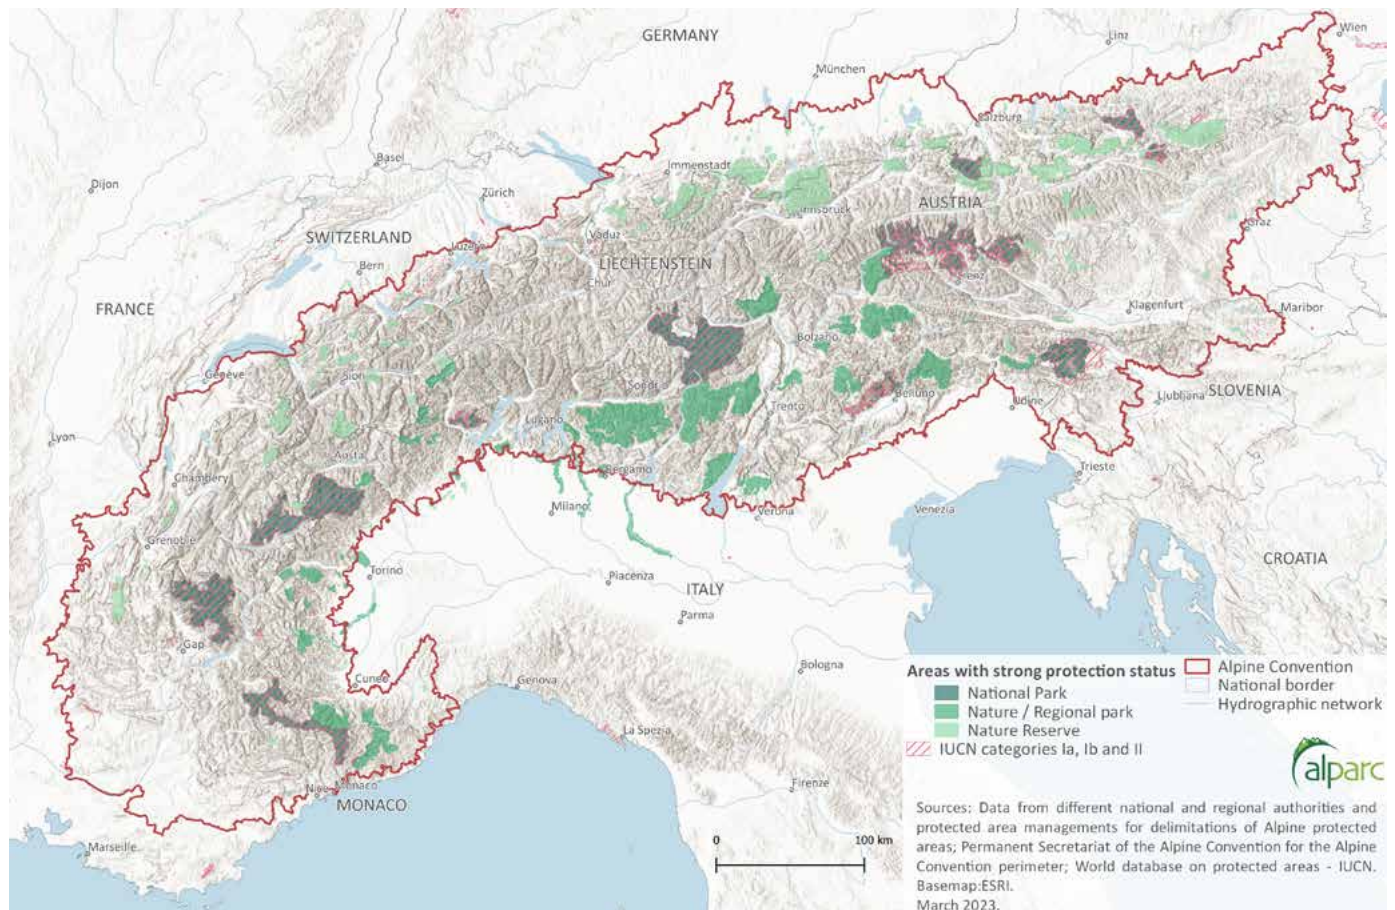 GERMANY
Linz
Wien
München
Salzburg
Basel
Immenstadt
Dijon
Zürich
Innsbruck
AUSTRIA
SWITZERLAND
Vaduz
Graz
Luzern
LIECHTENSTEIN
Bern
Chur
Lienz
FRANCE
Klagenfurt
Maribor
Bolzano
Genève
Sion
Sondr
SLOVENIA
Belluno
Ljubljana
Trento
Udine
Lugano
Lyon
Austa
Bergamo
Trieste
Chambéry
Milano
Verona
Venezia
Grenoble
CROATIA
Torino
Piacenza
ITALY
Parma
Gap
Bologna
Cuneo
Genova
La Spezia
Nice
Monaco
MONACO
Firenze
Marseille
Areas with strong protection status
National Park
Nature / Regional park
Nature Reserve
IUCN categories Ia, Ib and II
Alpine Convention
National border
Hydrographic network
alparc
0 100 km
Sources: Data from different national and regional authorities and
protected area managements for delimitations of Alpine protected
areas; Permanent Secretariat of the Alpine Convention for the Alpine
Convention perimeter; World database on protected areas - IUCN.
Basemap:ESRI.
March 2023.